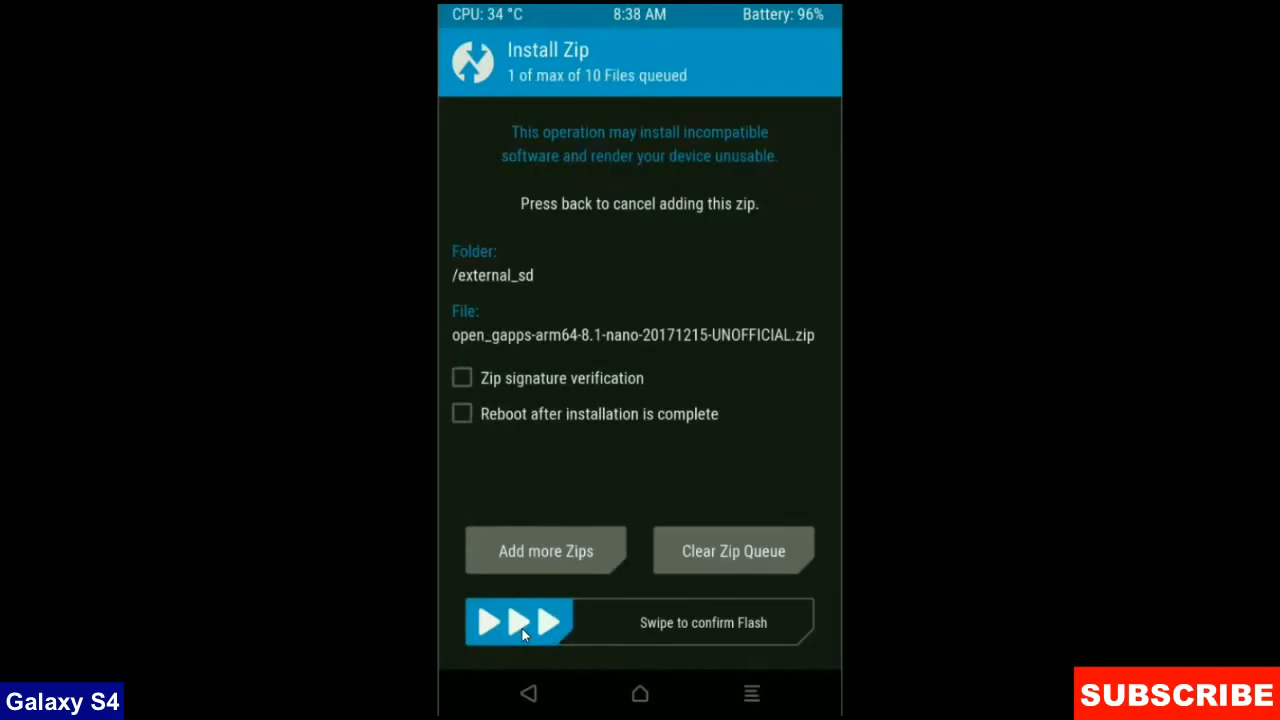 CPU: 34 °C 8:38 AM Battery: 96%
Install Zip
1 of max of 10 Files queued
This operation may install incompatible
software and render your device unusable.
Press back to cancel adding this zip.
Folder:
/external_sd
File:
open_gapps-arm64-8.1-nano-20171215-UNOFFICIAL.zip
Zip signature verification
Reboot after installation is complete
Add more Zips Clear Zip Queue
Swipe to confirm Flash
Galaxy S4
SUBSCRIBE